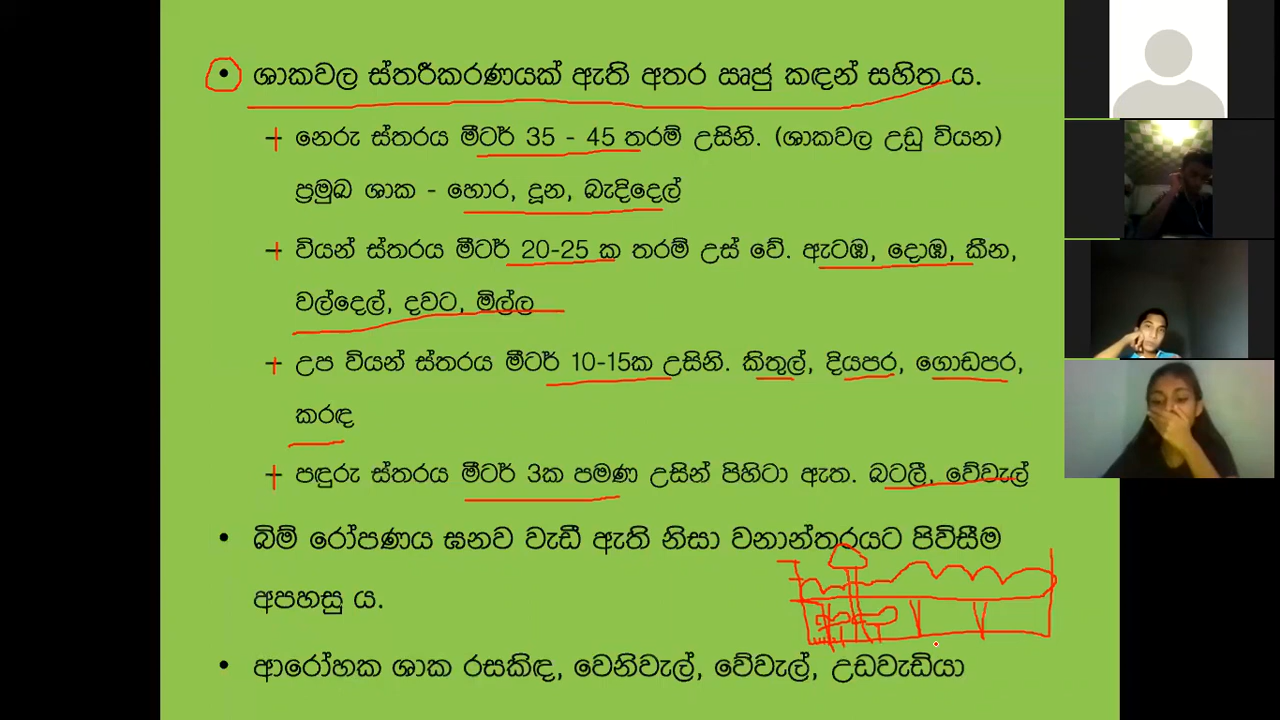 • ශාකවල ස්තරීකරණයක් ඇති අතර ඍජු කඳන් සහිත ය.
– නෙරු ස්තරය මීටර් 35 - 45 තරම් උසිනි. (ශාකවල උඩු වියන)
ප්‍රමුඛ ශාක - හොර, දූන, බැදිදෙල්
– වියන් ස්තරය මීටර් 20-25 ක තරම් උස් වේ. ඇටඹ, දොඹ, කීන,
වල්දෙල්, දවට, මිල්ල
– උප වියන් ස්තරය මීටර් 10-15ක උසිනි. කිතුල්, දියපර, ගොඩපර,
කරඳ
– පඳුරු ස්තරය මීටර් 3ක පමණ උසින් පිහිටා ඇත. බටලී, වේවැල්
• බිම් රෝපණය ඝනව වැඩී ඇති නිසා වනාන්තරයට පිවිසීම
අපහසු ය.
• ආරෝහක ශාක රසකිඳ, වෙනිවැල්, වේවැල්, උඩවැඩියා